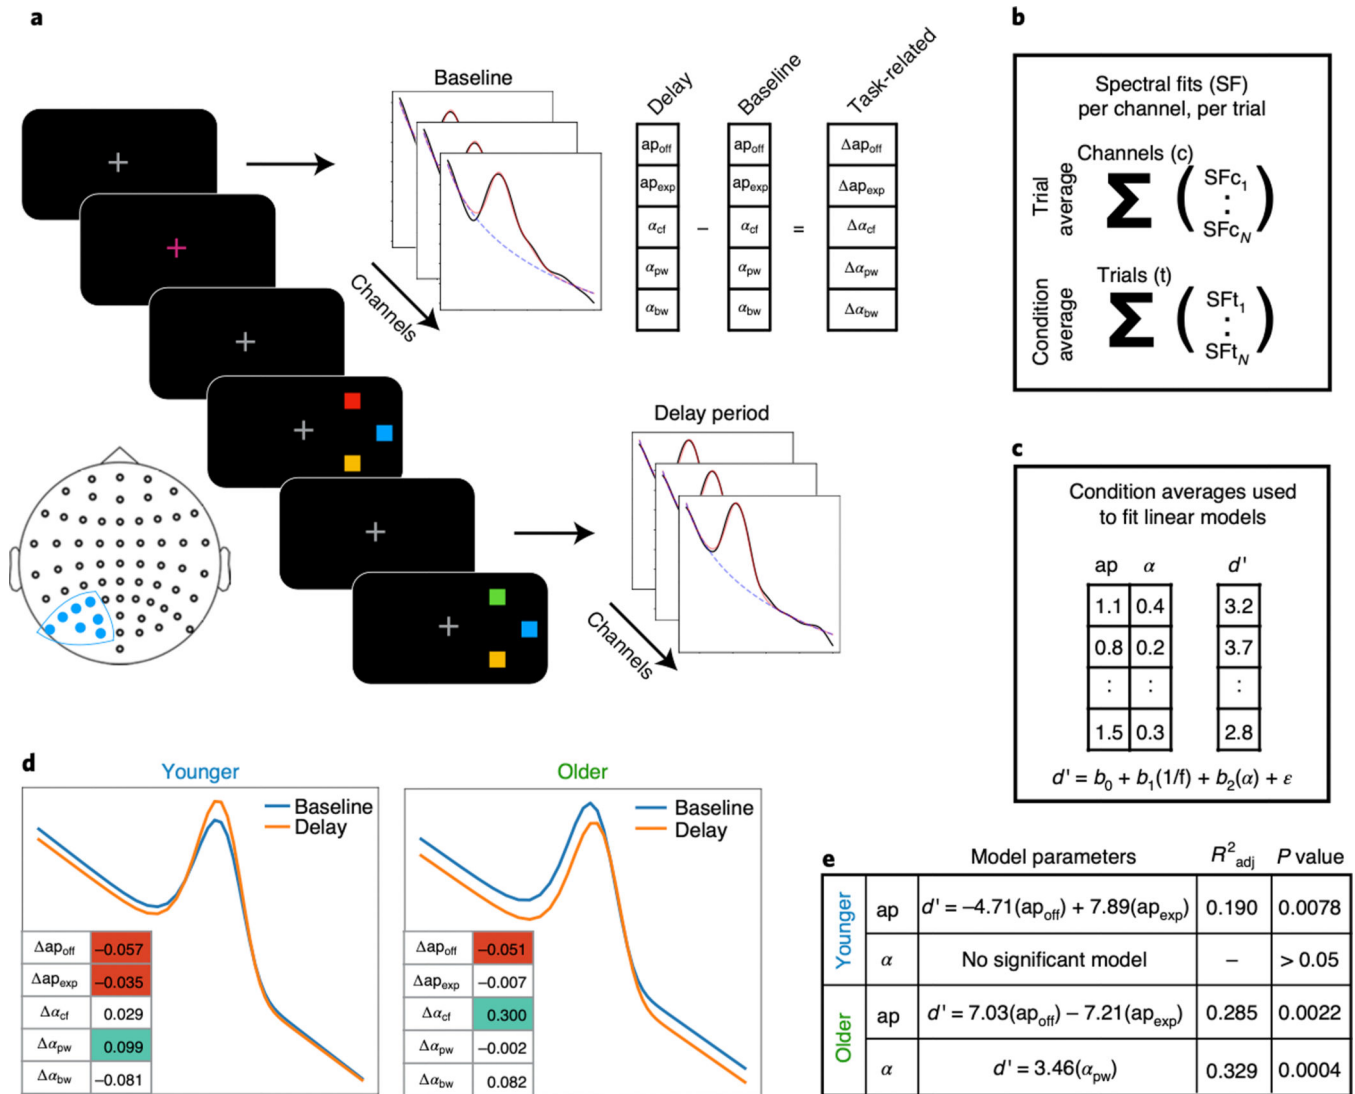 a
Baseline
Channels
Delay
Baseline
Task-related
ap_off
ap_exp
α_cf
α_pw
α_bw
–
ap_off
ap_exp
α_cf
α_pw
α_bw
=
Δap_off
Δap_exp
Δα_cf
Δα_pw
Δα_bw
Delay period
Channels
b
Spectral fits (SF)
per channel, per trial
Trial
average
Channels (c)
Σ ( SFc_1
:
SFc_N )
Condition
average
Trials (t)
Σ ( SFt_1
:
SFt_N )
c
Condition averages used
to fit linear models
ap α d'
1.1 0.4 3.2
0.8 0.2 3.7
: : :
1.5 0.3 2.8
d' = b_0 + b_1(1/f) + b_2(α) + ε
d
Younger
Baseline
Delay
Δap_off –0.057
Δap_exp –0.035
Δα_cf 0.029
Δα_pw 0.099
Δα_bw –0.081
Older
Baseline
Delay
Δap_off –0.051
Δap_exp –0.007
Δα_cf 0.300
Δα_pw –0.002
Δα_bw 0.082
e
Model parameters R²_adj P value
Younger
ap d' = –4.71(ap_off) + 7.89(ap_exp) 0.190 0.0078
α No significant model – > 0.05
Older
ap d' = 7.03(ap_off) – 7.21(ap_exp) 0.285 0.0022
α d' = 3.46(α_pw) 0.329 0.0004